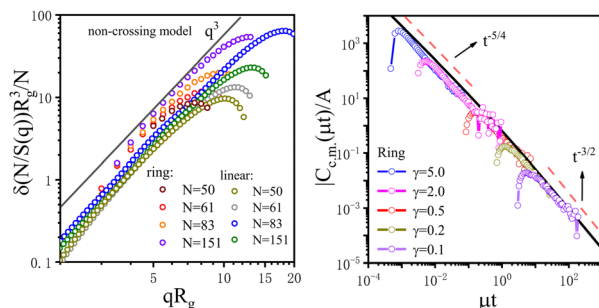 non-crossing model
q³
δ(N/S(q))R_g³/N
100
10
1
0.1
ring:
linear:
N=50
N=50
N=61
N=61
N=83
N=83
N=151
N=151
5
10
15
20
qR_g
|C_c.m.(μt)/A
10³
10¹
10⁻¹
10⁻³
10⁻⁵
t^-5/4
t^-3/2
Ring
γ=5.0
γ=2.0
γ=0.5
γ=0.2
γ=0.1
10⁻⁴
10⁻²
10⁰
10²
μt